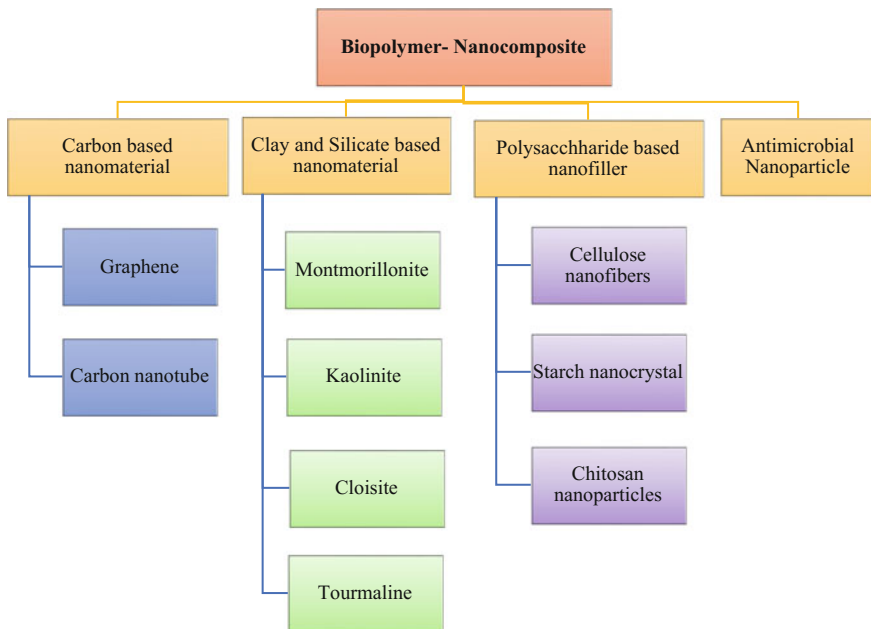 Biopolymer- Nanocomposite
Carbon based
nanomaterial
Clay and Silicate based
nanomaterial
Polysacchharide based
nanofiller
Antimicrobial
Nanoparticle
Graphene
Carbon nanotube
Montmorillonite
Kaolinite
Cloisite
Tourmaline
Cellulose
nanofibers
Starch nanocrystal
Chitosan
nanoparticles